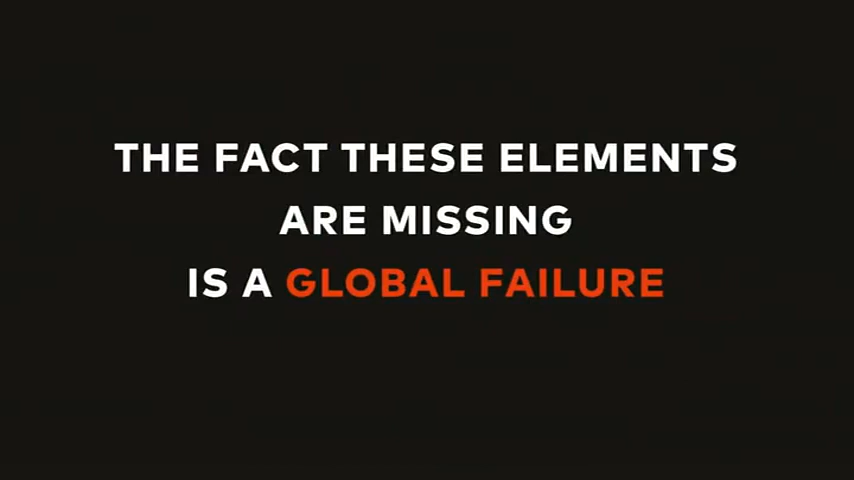 THE FACT THESE ELEMENTS
ARE MISSING
IS A GLOBAL FAILURE